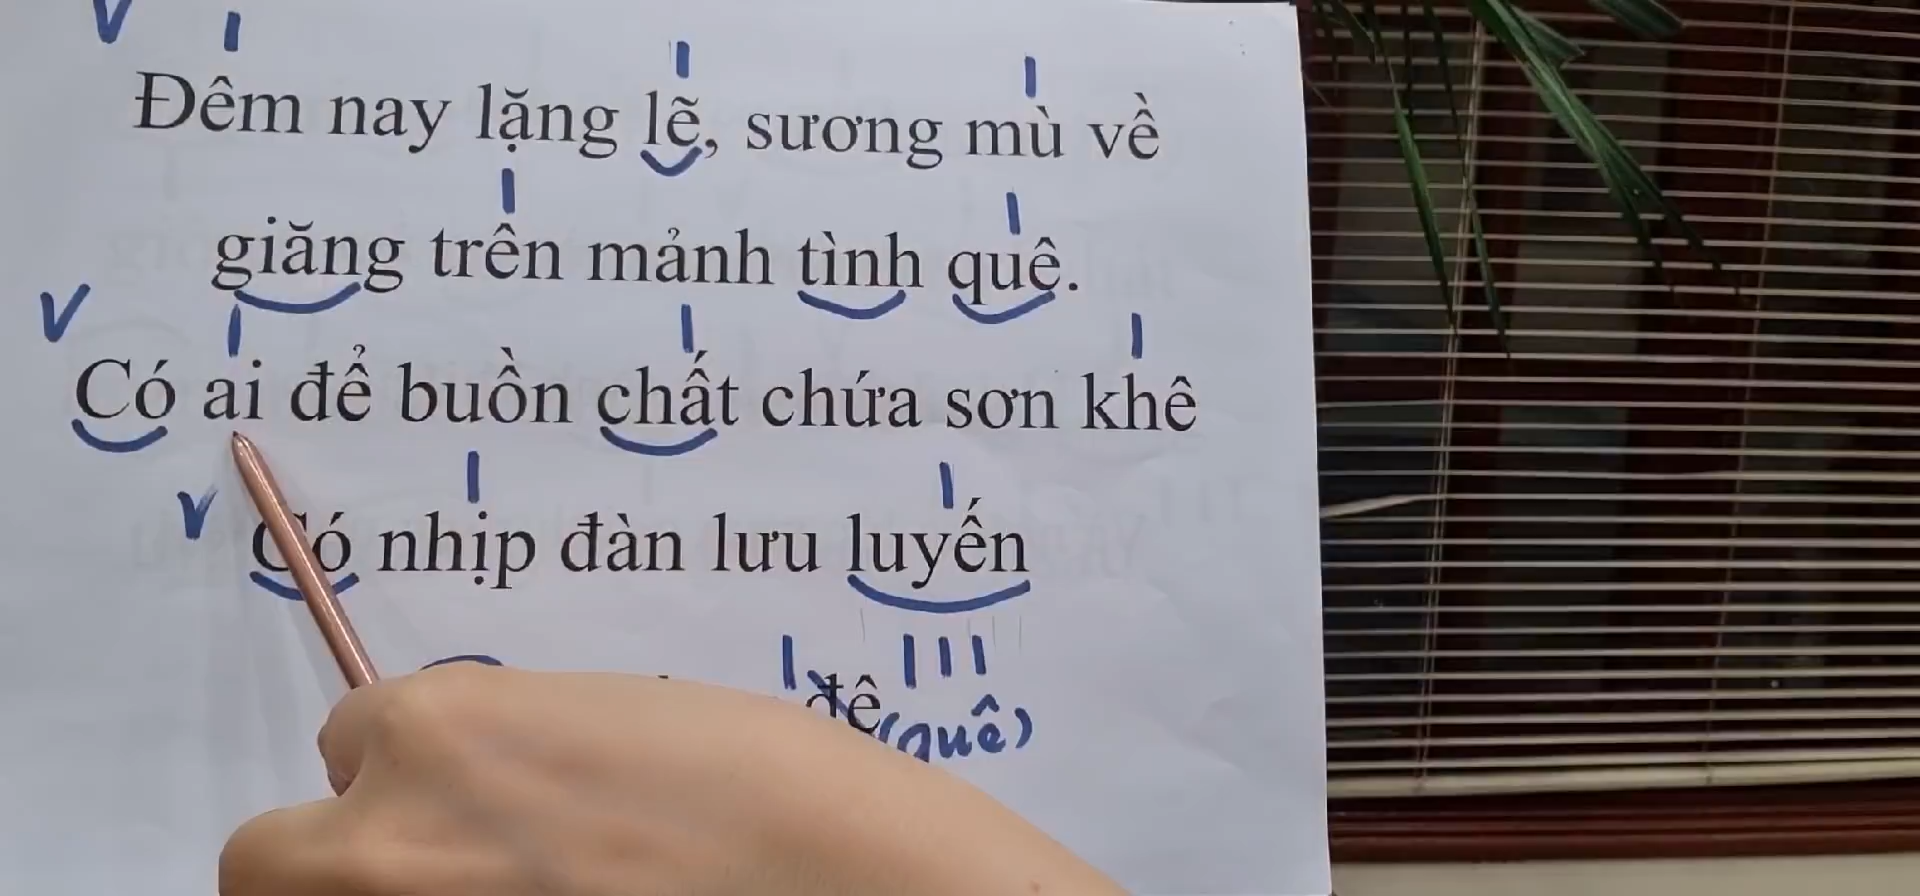 Đêm nay lặng lẽ, sương mù về
giăng trên mảnh tình quê.
Có ai để buồn chất chứa sơn khê
Có nhịp đàn lưu luyến
đê
(quê)